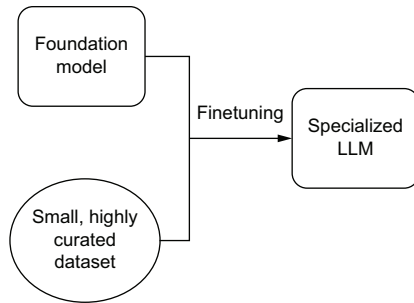 Foundation
model
Finetuning
Specialized
LLM
Small, highly
curated
dataset